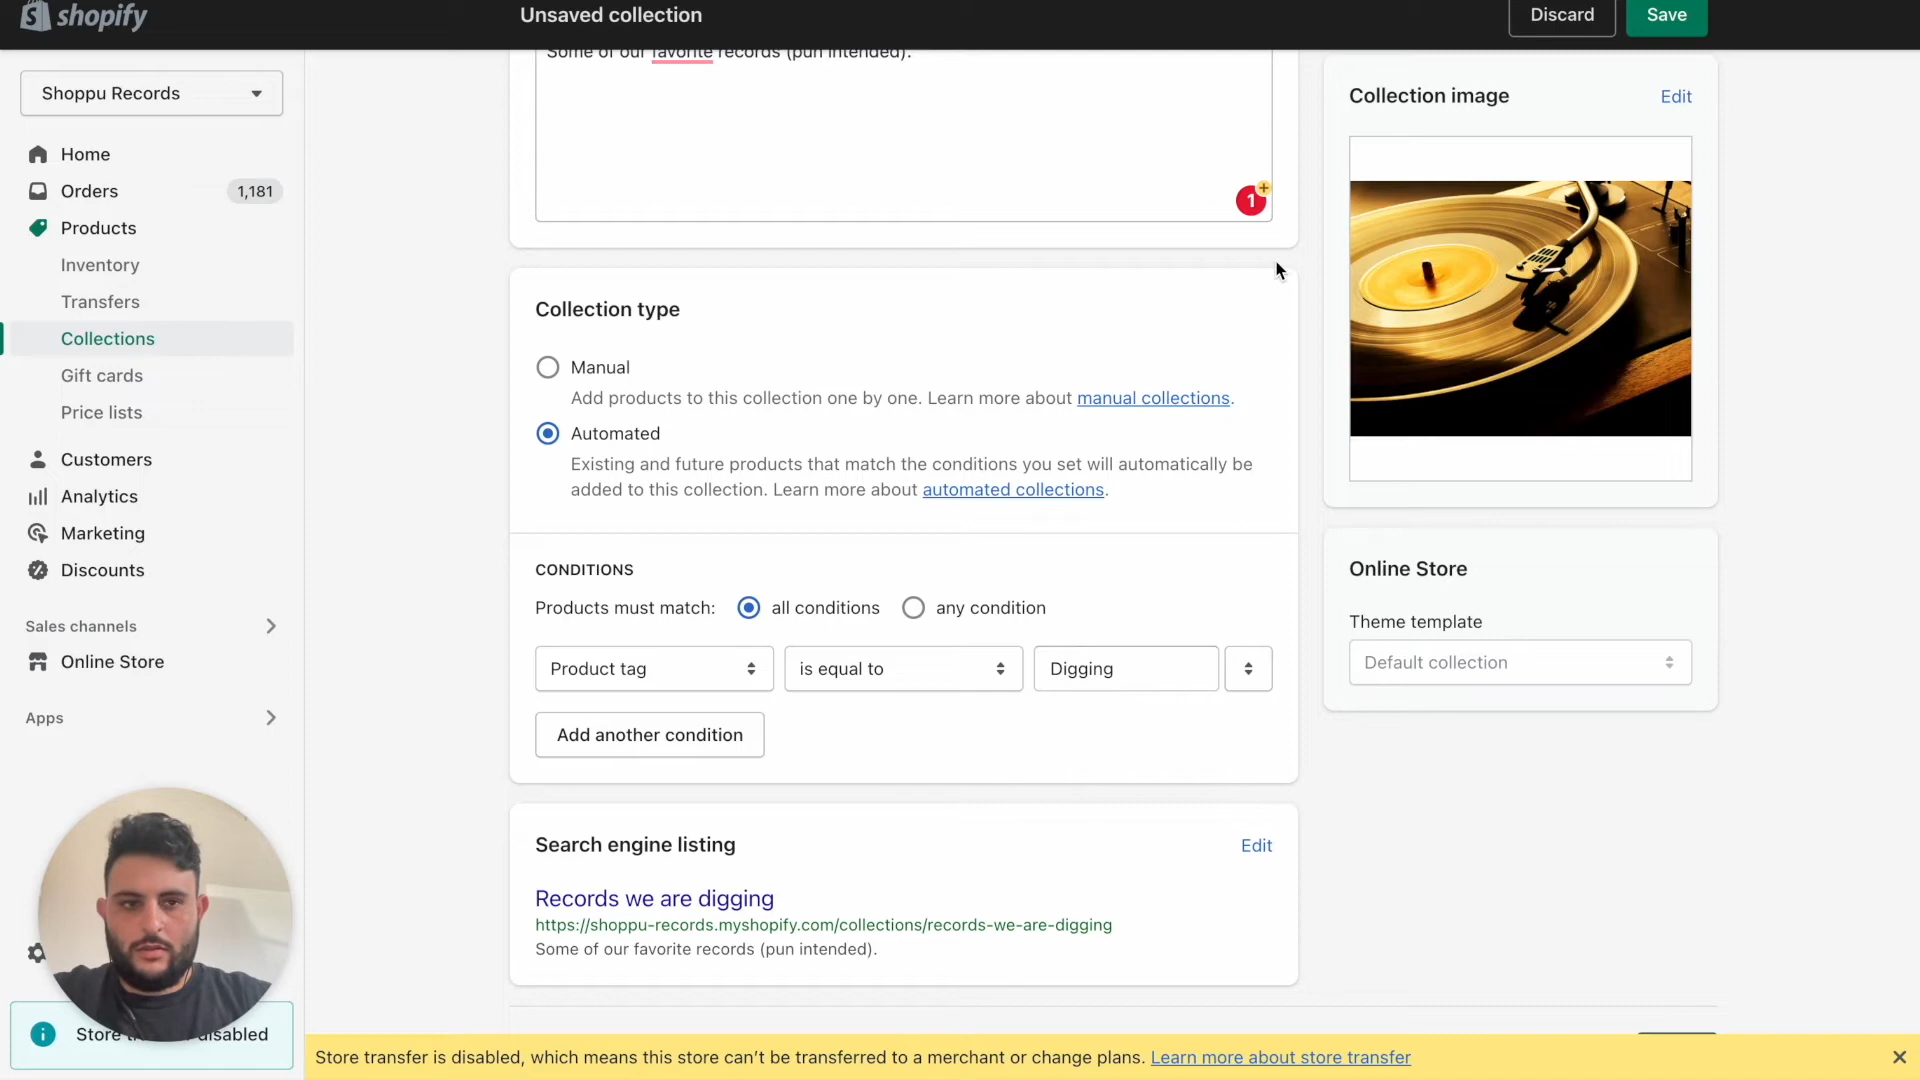 shopify
Unsaved collection
Discard
Save
Shoppu Records
Home
Orders 1,181
Products
Inventory
Transfers
Collections
Gift cards
Price lists
Customers
Analytics
Marketing
Discounts
Sales channels
Online Store
Apps
Store disabled
Some of our favorite records (pun intended).
1
Collection type
Manual
Add products to this collection one by one. Learn more about manual collections.
Automated
Existing and future products that match the conditions you set will automatically be
added to this collection. Learn more about automated collections.
CONDITIONS
Products must match: all conditions any condition
Product tag is equal to Digging
Add another condition
Search engine listing Edit
Records we are digging
https://shoppu-records.myshopify.com/collections/records-we-are-digging
Some of our favorite records (pun intended).
Collection image Edit
Online Store
Theme template
Default collection
Store transfer is disabled, which means this store can't be transferred to a merchant or change plans. Learn more about store transfer